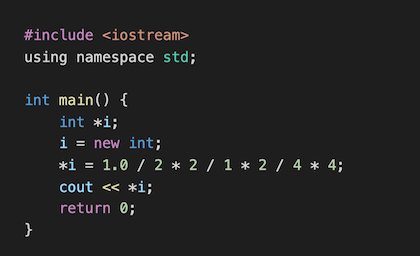 #include <iostream>
using namespace std;
int main() {
int *i;
i = new int;
*i = 1.0 / 2 * 2 / 1 * 2 / 4 * 4;
cout << *i;
return 0;
}